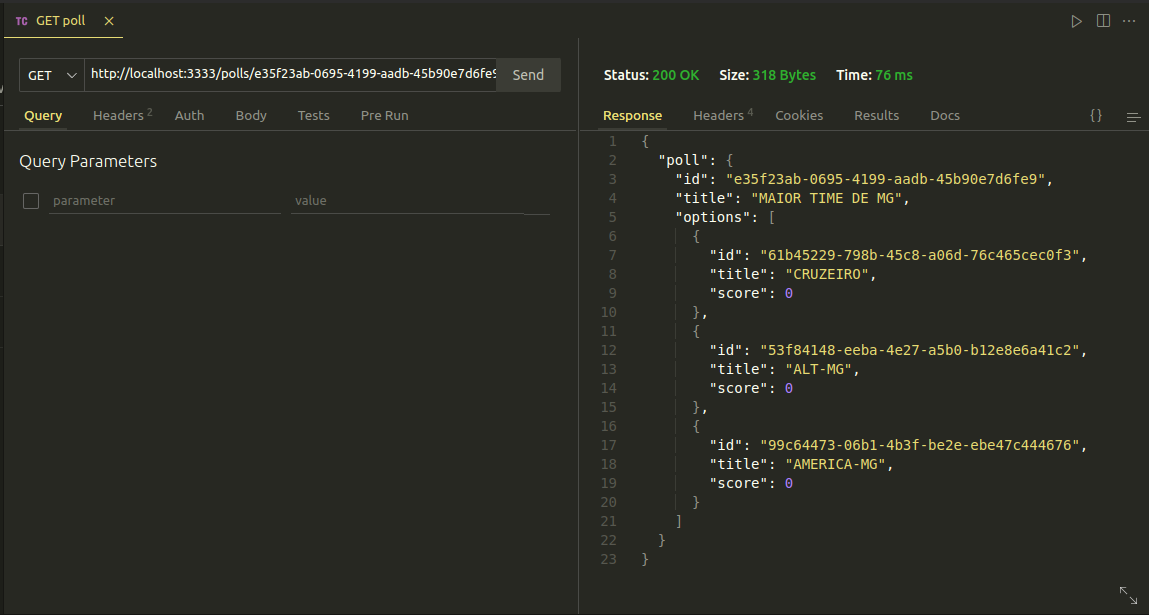 TC GET poll
GET http://localhost:3333/polls/e35f23ab-0695-4199-aadb-45b90e7d6fe9 Send
Query Headers 2 Auth Body Tests Pre Run
Query Parameters
parameter value
Status: 200 OK Size: 318 Bytes Time: 76 ms
Response Headers 4 Cookies Results Docs {}
1 {
2 "poll": {
3 "id": "e35f23ab-0695-4199-aadb-45b90e7d6fe9",
4 "title": "MAIOR TIME DE MG",
5 "options": [
6 {
7 "id": "61b45229-798b-45c8-a06d-76c465cec0f3",
8 "title": "CRUZEIRO",
9 "score": 0
10 },
11 {
12 "id": "53f84148-eeba-4e27-a5b0-b12e8e6a41c2",
13 "title": "ALT-MG",
14 "score": 0
15 },
16 {
17 "id": "99c64473-06b1-4b3f-be2e-ebe47c444676",
18 "title": "AMERICA-MG",
19 "score": 0
20 }
21 ]
22 }
23 }